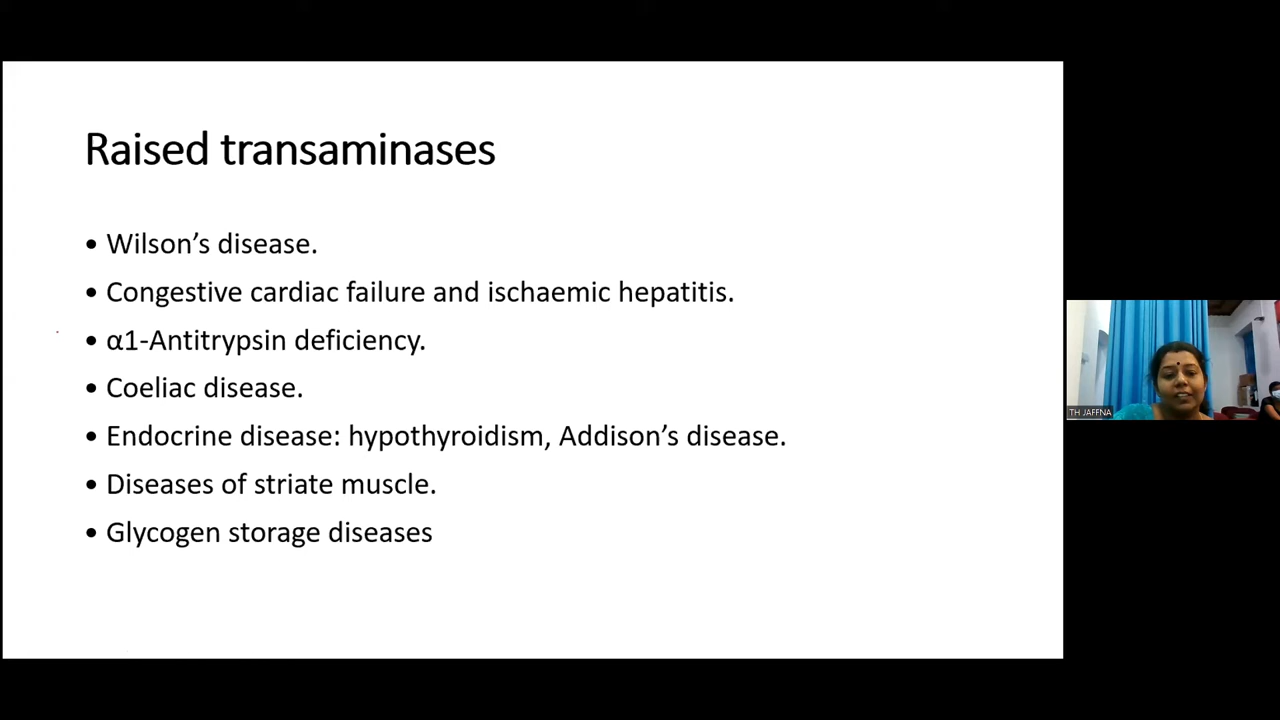 Raised transaminases
• Wilson’s disease.
• Congestive cardiac failure and ischaemic hepatitis.
• α1-Antitrypsin deficiency.
• Coeliac disease.
• Endocrine disease: hypothyroidism, Addison’s disease.
• Diseases of striate muscle.
• Glycogen storage diseases
TH JAFFNA